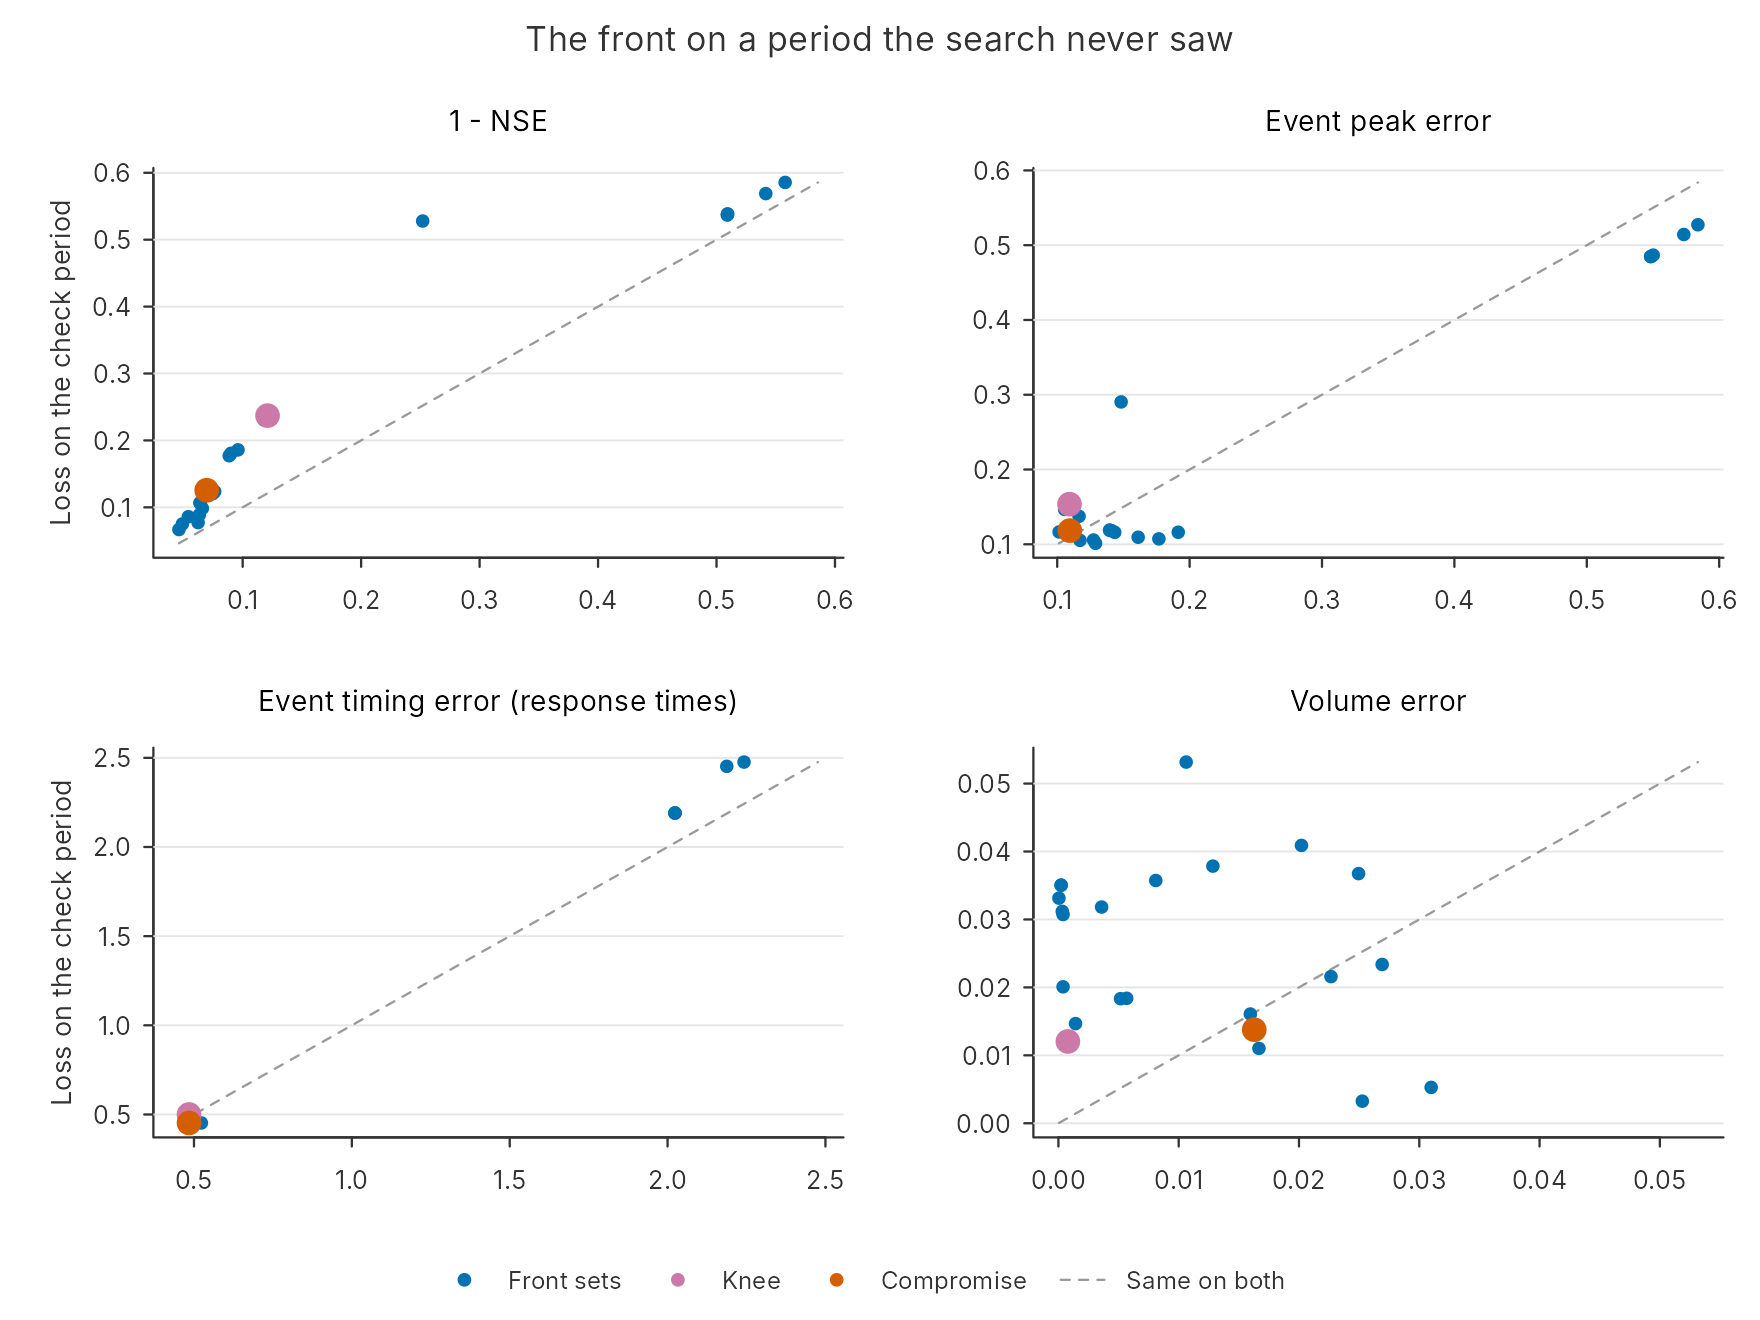 The front on a period the search never saw
1 - NSE
Loss on the check period
0.6
0.5
0.4
0.3
0.2
0.1
0.1 0.2 0.3 0.4 0.5 0.6
Event peak error
0.6
0.5
0.4
0.3
0.2
0.1
0.1 0.2 0.3 0.4 0.5 0.6
Event timing error (response times)
Loss on the check period
2.5
2.0
1.5
1.0
0.5
0.5 1.0 1.5 2.0 2.5
Volume error
0.05
0.04
0.03
0.02
0.01
0.00
0.00 0.01 0.02 0.03 0.04 0.05
Front sets Knee Compromise Same on both